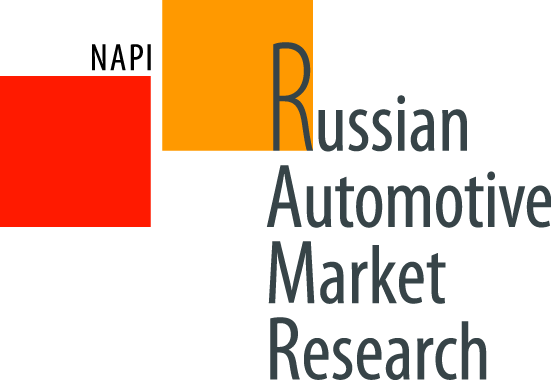 NAPI
Russian
Automotive
Market
Research